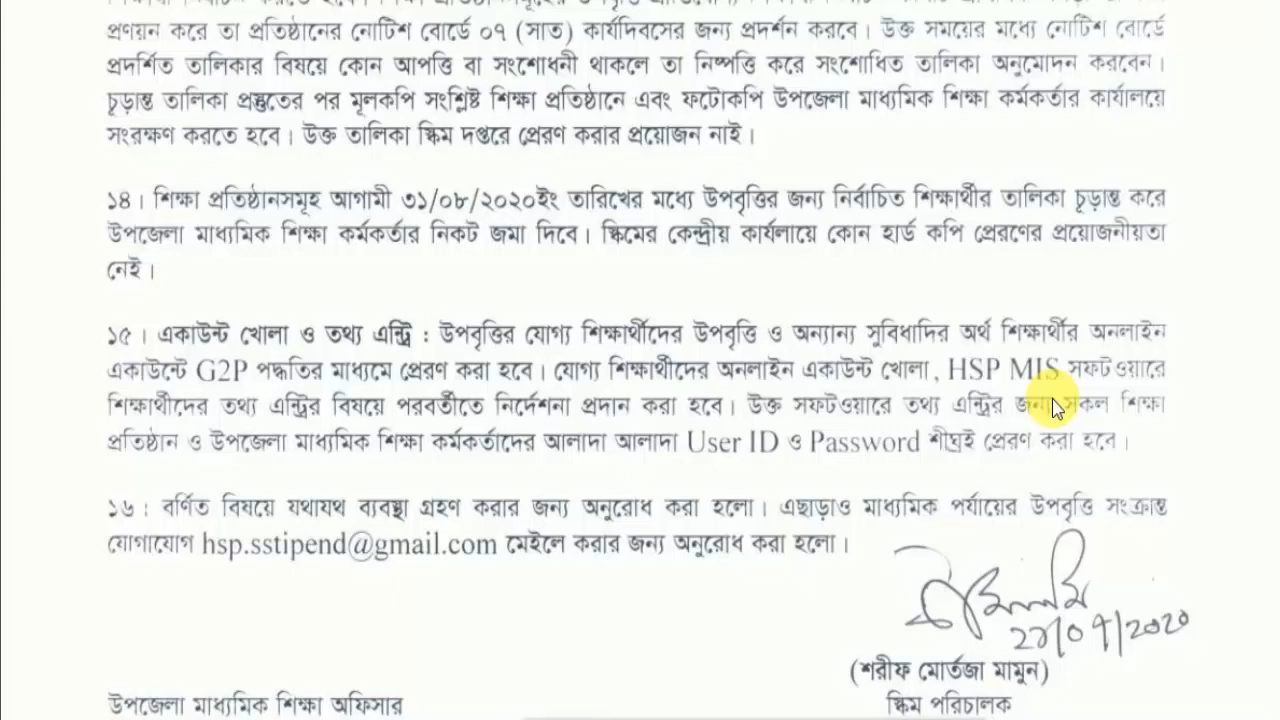 প্রণয়ন করে তা প্রতিষ্ঠানের নোটিশ বোর্ডে ০৭ (সাত) কার্যদিবসের জন্য প্রদর্শন করবে। উক্ত সময়ের মধ্যে নোটিশ বোর্ডে
প্রদর্শিত তালিকার বিষয়ে কোন আপত্তি বা সংশোধনী থাকলে তা নিষ্পত্তি করে সংশোধিত তালিকা অনুমোদন করবেন।
চূড়ান্ত তালিকা প্রস্তুতের পর মূলকপি সংশ্লিষ্ট শিক্ষা প্রতিষ্ঠানে এবং ফটোকপি উপজেলা মাধ্যমিক শিক্ষা কর্মকর্তার কার্যালয়ে
সংরক্ষণ করতে হবে। উক্ত তালিকা স্কিম দপ্তরে প্রেরণ করার প্রয়োজন নাই।
১৪। শিক্ষা প্রতিষ্ঠানসমূহ আগামী ৩১/০৮/২০২০ইং তারিখের মধ্যে উপবৃত্তির জন্য নির্বাচিত শিক্ষার্থীর তালিকা চূড়ান্ত করে
উপজেলা মাধ্যমিক শিক্ষা কর্মকর্তার নিকট জমা দিবে। স্কিমের কেন্দ্রীয় কার্যলায়ে কোন হার্ড কপি প্রেরণের প্রয়োজনীয়তা
নেই।
১৫। একাউন্ট খোলা ও তথ্য এন্ট্রি : উপবৃত্তির যোগ্য শিক্ষার্থীদের উপবৃত্তি ও অন্যান্য সুবিধাদির অর্থ শিক্ষার্থীর অনলাইন
একাউন্টে G2P পদ্ধতির মাধ্যমে প্রেরণ করা হবে। যোগ্য শিক্ষার্থীদের অনলাইন একাউন্ট খোলা, HSP MIS সফটওয়ারে
শিক্ষার্থীদের তথ্য এন্ট্রির বিষয়ে পরবর্তীতে নির্দেশনা প্রদান করা হবে। উক্ত সফটওয়ারে তথ্য এন্ট্রির জন্য সকল শিক্ষা
প্রতিষ্ঠান ও উপজেলা মাধ্যমিক শিক্ষা কর্মকর্তাদের আলাদা আলাদা User ID ও Password শীঘ্রই প্রেরণ করা হবে।
১৬। বর্ণিত বিষয়ে যথাযথ ব্যবস্থা গ্রহণ করার জন্য অনুরোধ করা হলো। এছাড়াও মাধ্যমিক পর্যায়ের উপবৃত্তি সংক্রান্ত
যোগাযোগ hsp.sstipend@gmail.com মেইলে করার জন্য অনুরোধ করা হলো।
(শরীফ মোর্তজা মামুন)
উপজেলা মাধ্যমিক শিক্ষা অফিসার
স্কিম পরিচালক